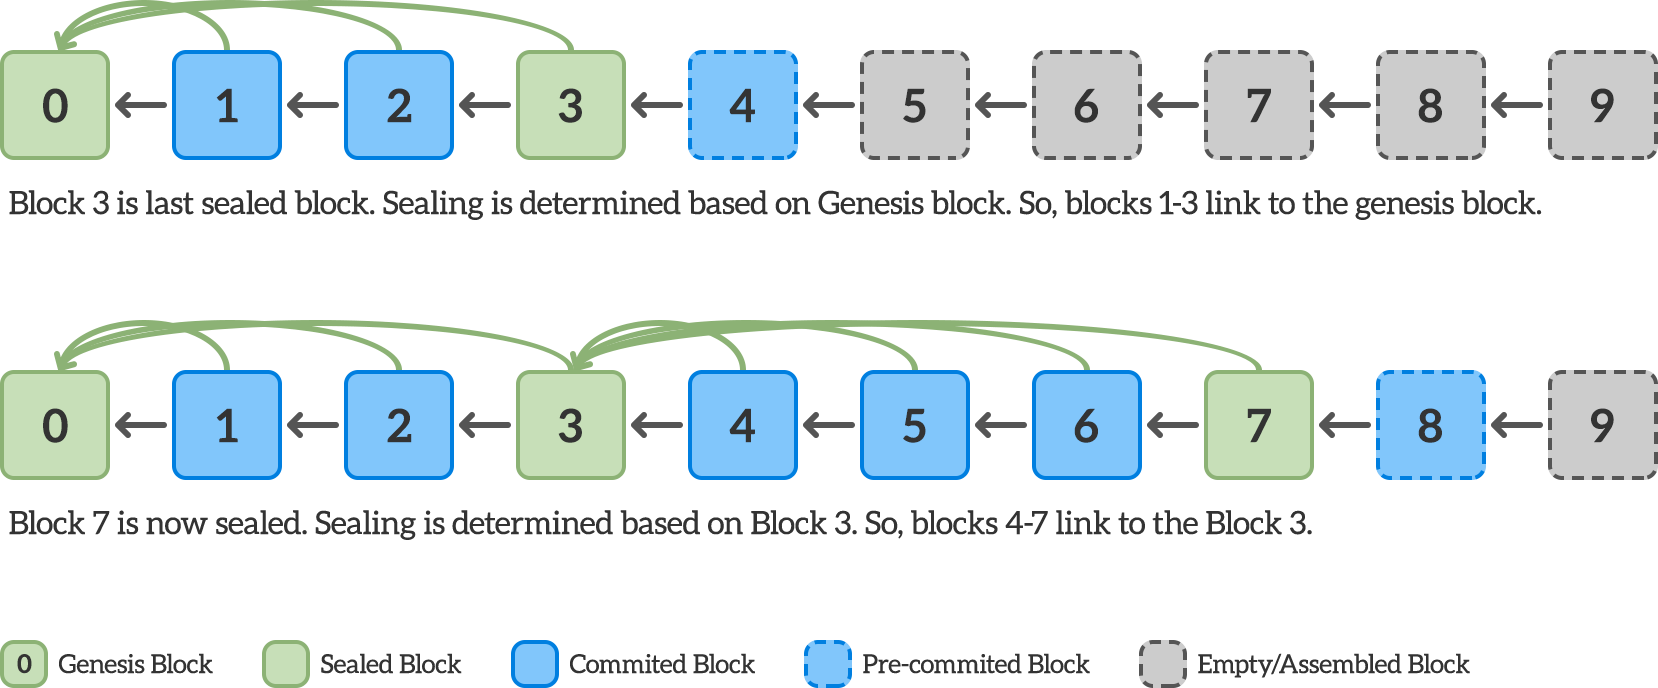 0 1 2 3 4 5 6 7 8 9
Block 3 is last sealed block. Sealing is determined based on Genesis block. So, blocks 1-3 link to the genesis block.
0 1 2 3 4 5 6 7 8 9
Block 7 is now sealed. Sealing is determined based on Block 3. So, blocks 4-7 link to the Block 3.
0 Genesis Block Sealed Block Commited Block Pre-commited Block Empty/Assembled Block